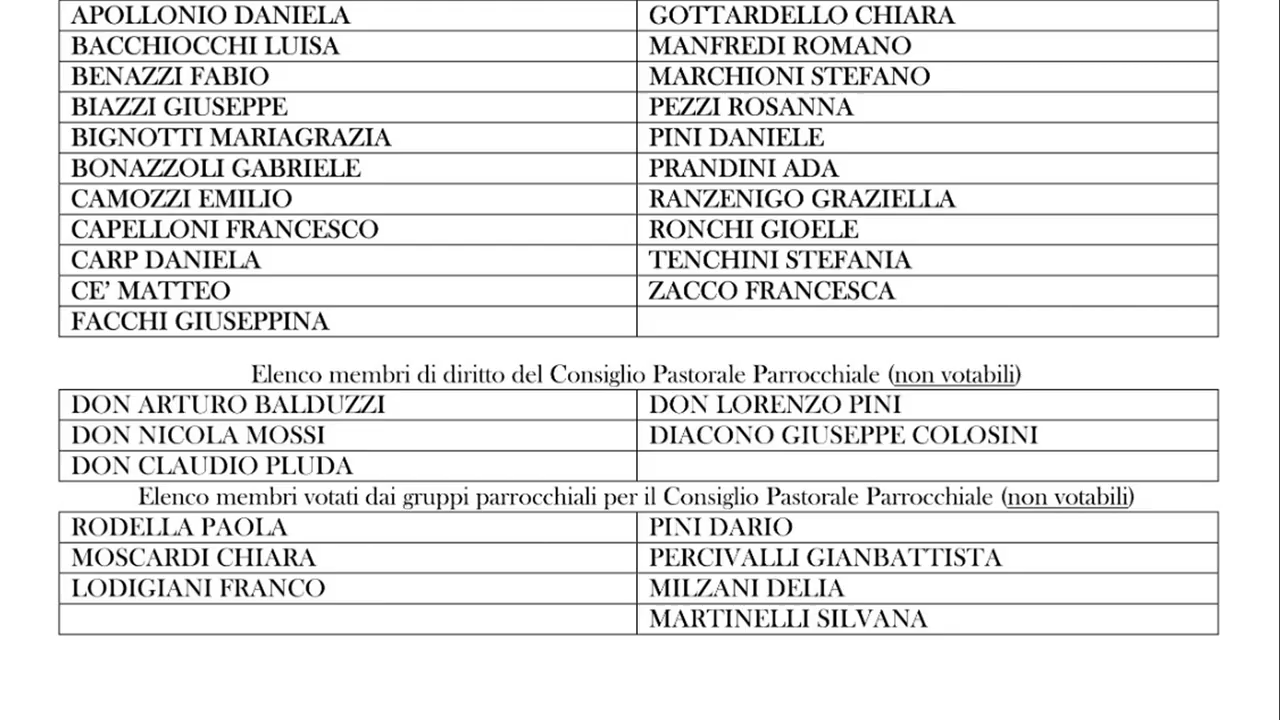 APOLLONIO DANIELA GOTTARDELLO CHIARA
BACCHIOCCHI LUISA MANFREDI ROMANO
BENAZZI FABIO MARCHIONI STEFANO
BIAZZI GIUSEPPE PEZZI ROSANNA
BIGNOTTI MARIAGRAZIA PINI DANIELE
BONAZZOLI GABRIELE PRANDINI ADA
CAMOZZI EMILIO RANZENIGO GRAZIELLA
CAPELLONI FRANCESCO RONCHI GIOELE
CARP DANIELA TENCHINI STEFANIA
CE’ MATTEO ZACCO FRANCESCA
FACCHI GIUSEPPINA
Elenco membri di diritto del Consiglio Pastorale Parrocchiale (non votabili)
DON ARTURO BALDUZZI DON LORENZO PINI
DON NICOLA MOSSI DIACONO GIUSEPPE COLOSINI
DON CLAUDIO PLUDA
Elenco membri votati dai gruppi parrocchiali per il Consiglio Pastorale Parrocchiale (non votabili)
RODELLA PAOLA PINI DARIO
MOSCARDI CHIARA PERCIVALLI GIANBATTISTA
LODIGIANI FRANCO MILZANI DELIA
MARTINELLI SILVANA